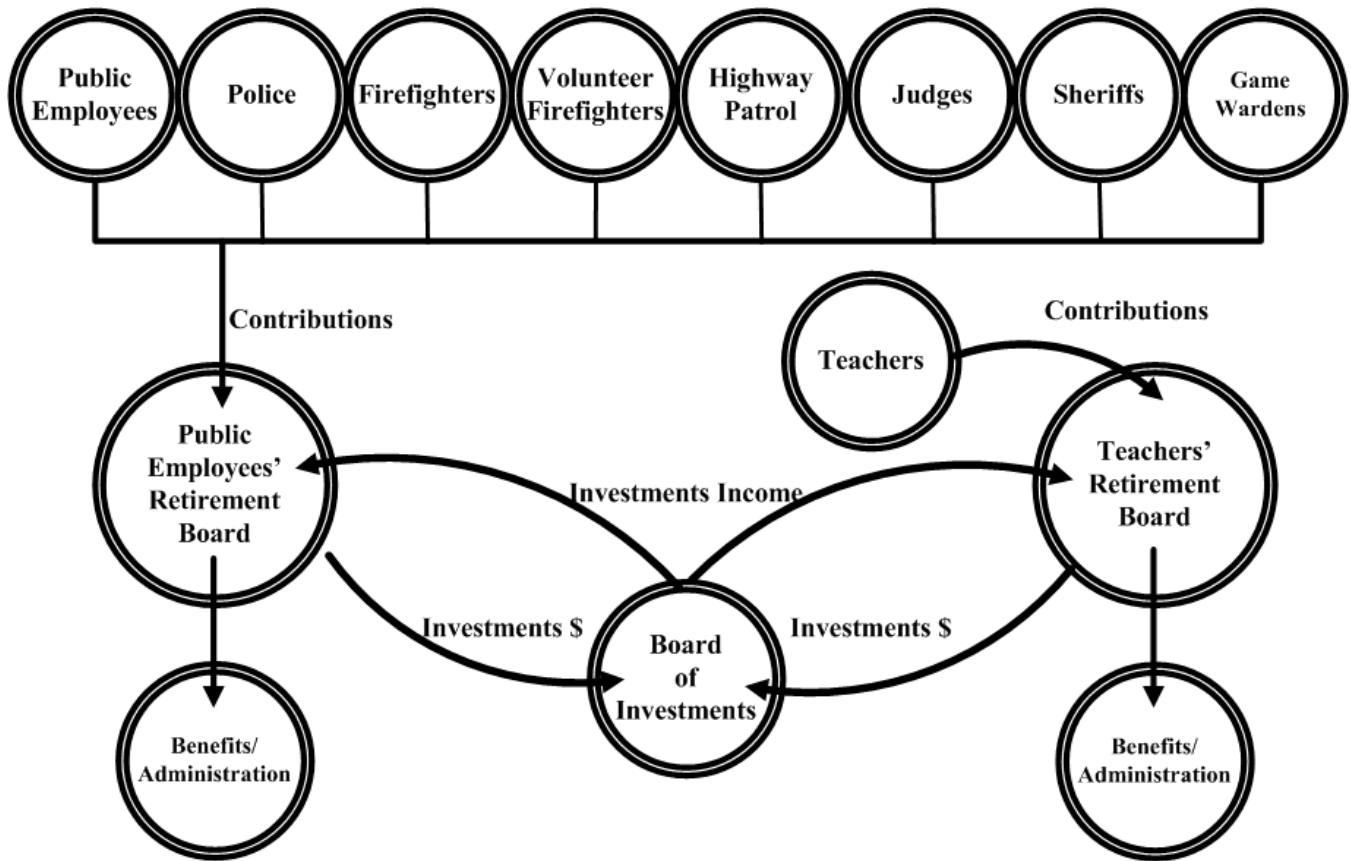 Public
Employees
Police
Firefighters
Volunteer
Firefighters
Highway
Patrol
Judges
Sheriffs
Game
Wardens
Contributions
Contributions
Teachers
Public
Employees’
Retirement
Board
Investments Income
Teachers’
Retirement
Board
Investments $
Board
of
Investments
Investments $
Benefits/
Administration
Benefits/
Administration